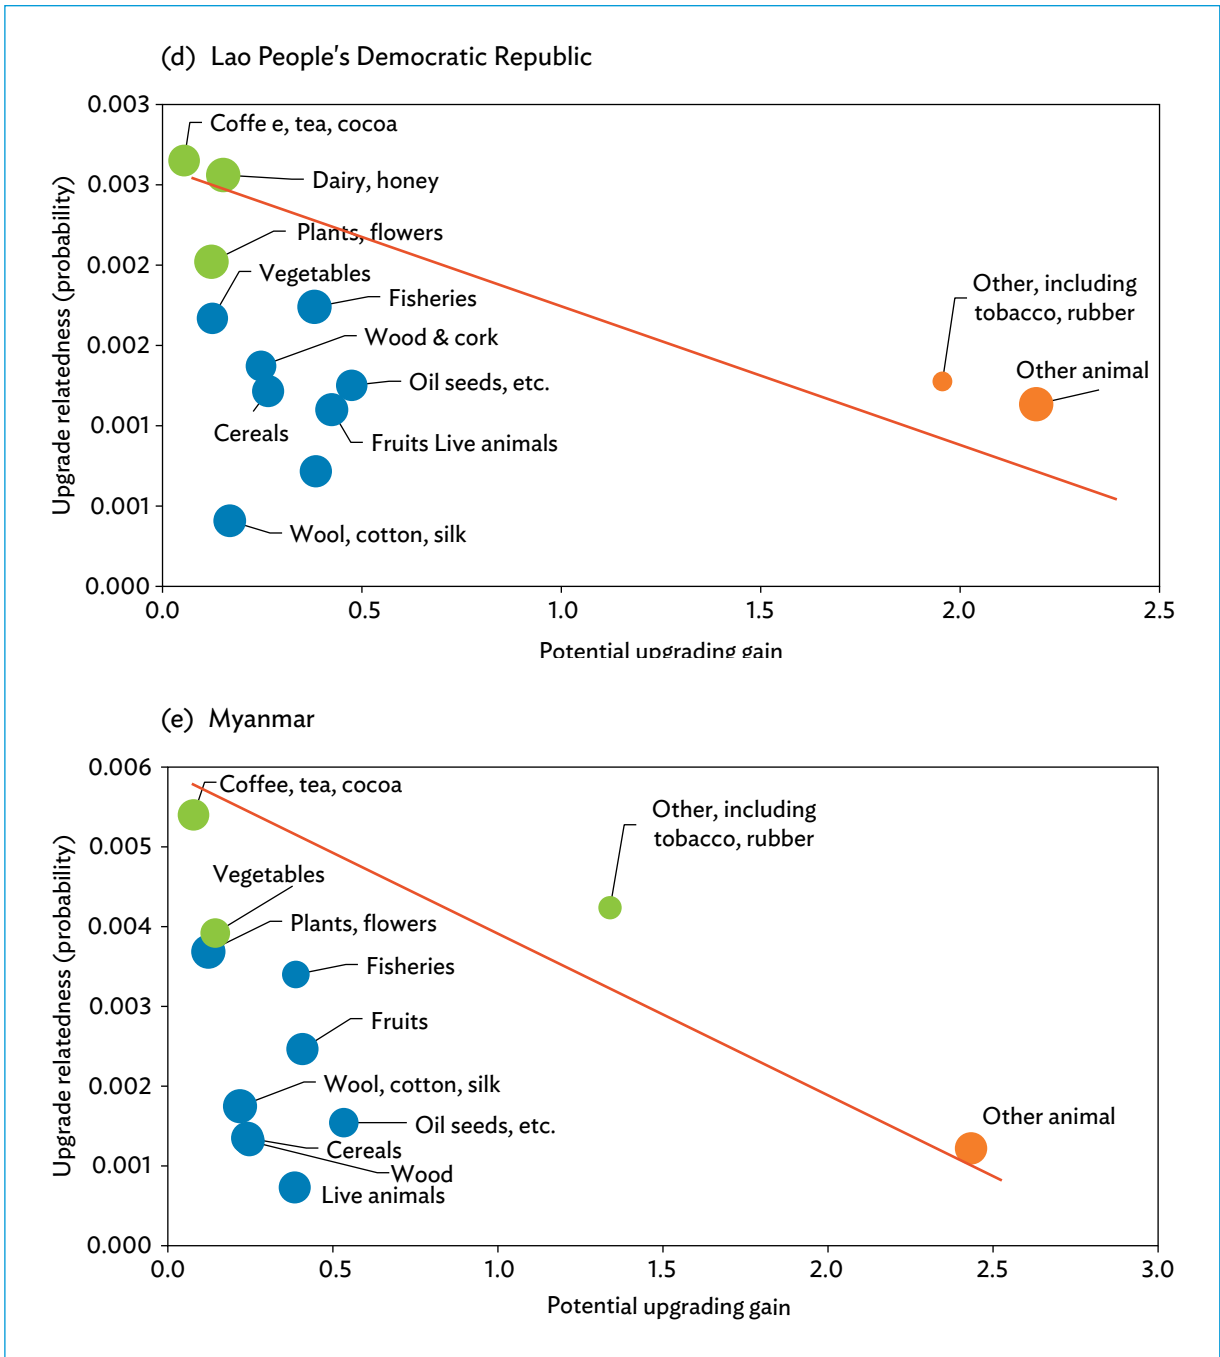 (d) Lao People's Democratic Republic
Upgrade relatedness (probability)
0.003
0.003
0.002
0.002
0.001
0.001
0.000
Coffe e, tea, cocoa
Dairy, honey
Plants, flowers
Vegetables
Fisheries
Wood & cork
Oil seeds, etc.
Cereals
Fruits Live animals
Wool, cotton, silk
Other, including
tobacco, rubber
Other animal
0.0
0.5
1.0
1.5
2.0
2.5
Potential upgrading gain
(e) Myanmar
Upgrade relatedness (probability)
0.006
0.005
0.004
0.003
0.002
0.001
0.000
Coffee, tea, cocoa
Other, including
tobacco, rubber
Vegetables
Plants, flowers
Fisheries
Fruits
Wool, cotton, silk
Oil seeds, etc.
Cereals
Wood
Live animals
Other animal
0.0
0.5
1.0
1.5
2.0
2.5
3.0
Potential upgrading gain